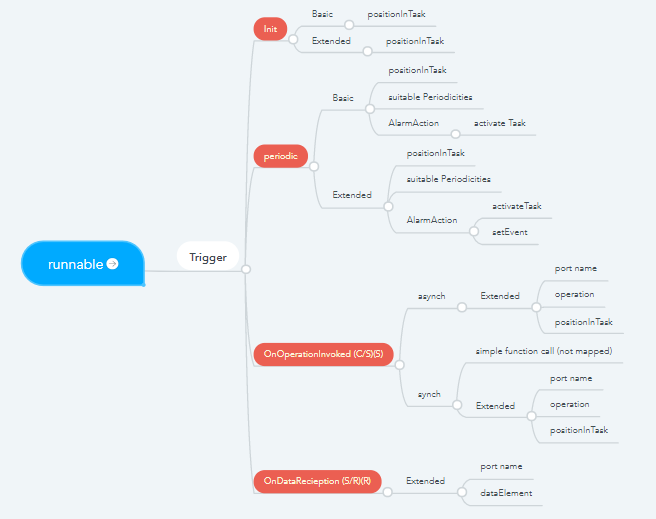 runnable
Trigger
Init
Basic
positionInTask
Extended
positionInTask
periodic
Basic
positionInTask
suitable Periodicities
AlarmAction
activate Task
Extended
positionInTask
suitable Periodicities
AlarmAction
activateTask
setEvent
OnOperationInvoked (C/S)(S)
asynch
Extended
port name
operation
positionInTask
synch
simple function call (not mapped)
Extended
port name
operation
positionInTask
OnDataRecieption (S/R)(R)
Extended
port name
dataElement